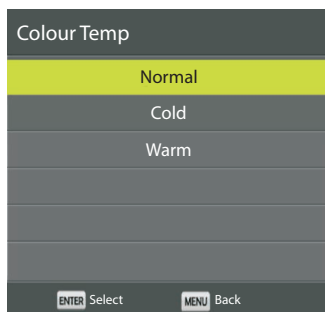 Colour Temp
Normal
Cold
Warm
ENTER Select MENU Back